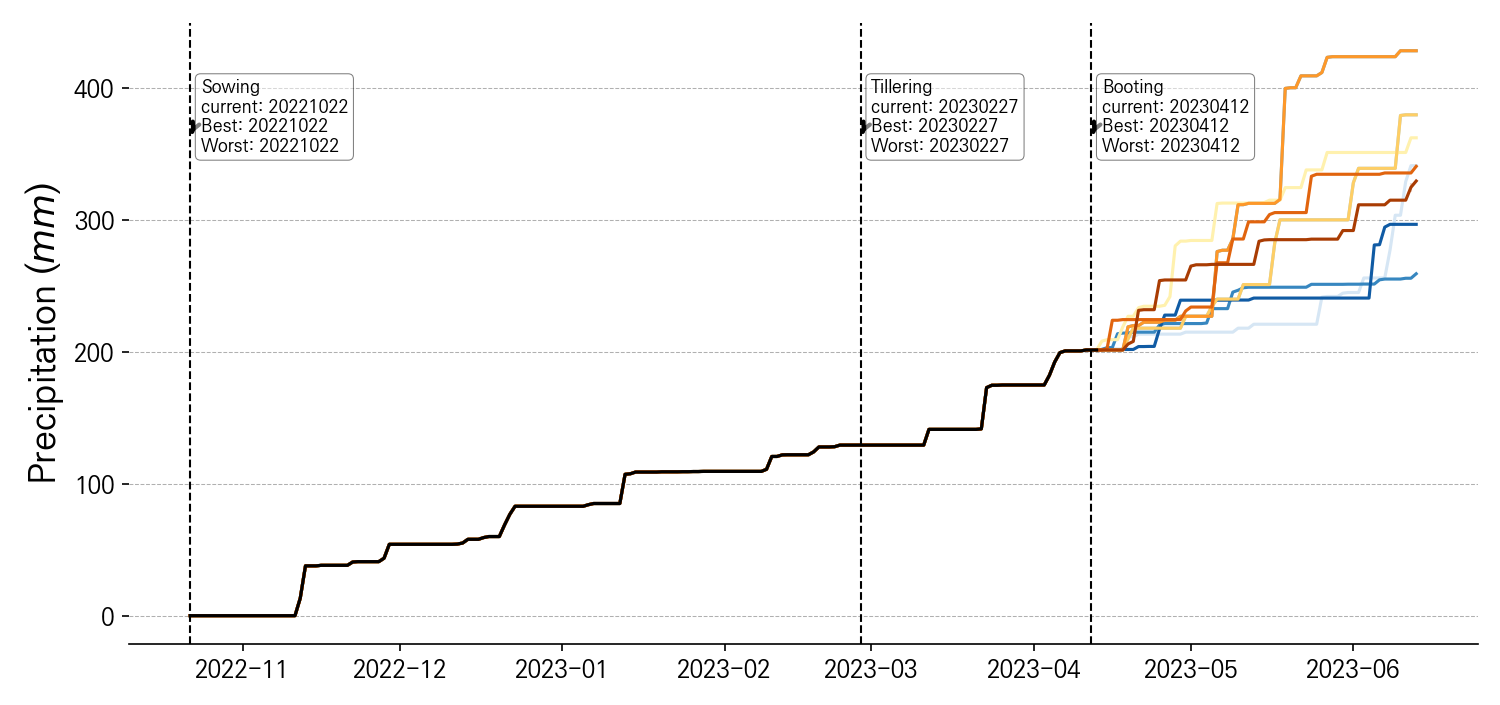 Precipitation (mm)
400
300
200
100
0
Sowing
current: 20221022
Best: 20221022
Worst: 20221022
Tillering
current: 20230227
Best: 20230227
Worst: 20230227
Booting
current: 20230412
Best: 20230412
Worst: 20230412
2022−11
2022−12
2023−01
2023−02
2023−03
2023−04
2023−05
2023−06